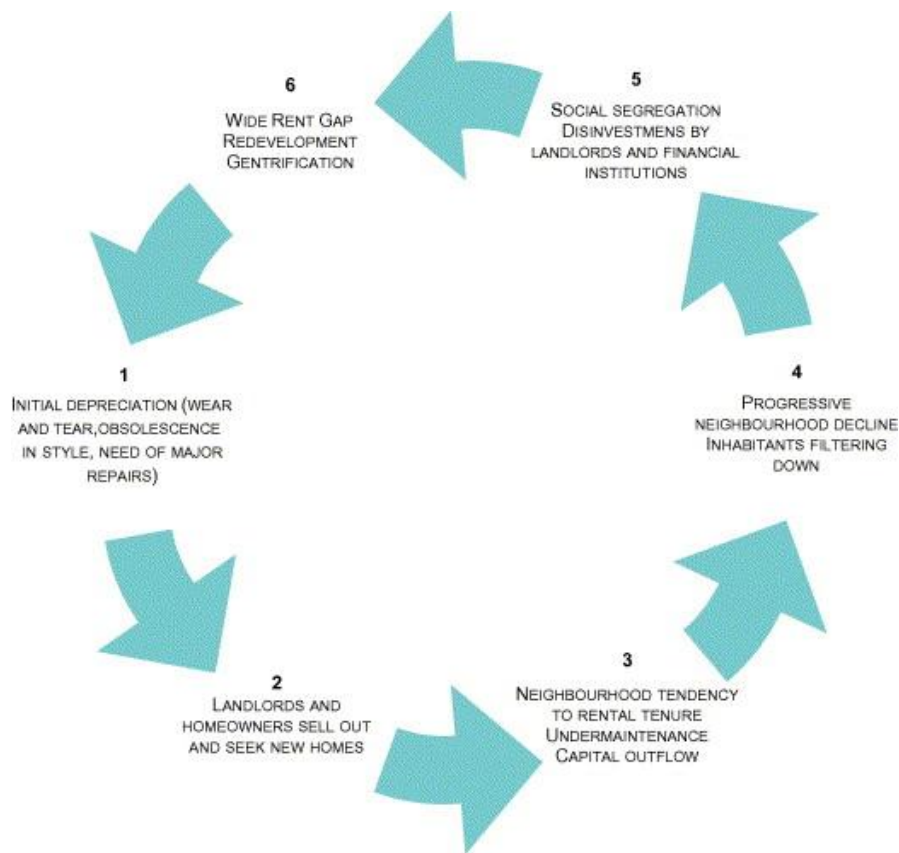 1
INITIAL DEPRECIATION (WEAR
AND TEAR,OBSOLESCENCE
IN STYLE, NEED OF MAJOR
REPAIRS)
2
LANDLORDS AND
HOMEOWNERS SELL OUT
AND SEEK NEW HOMES
3
NEIGHBOURHOOD TENDENCY
TO RENTAL TENURE
UNDERMAINTENANCE
CAPITAL OUTFLOW
4
PROGRESSIVE
NEIGHBOURHOOD DECLINE
INHABITANTS FILTERING
DOWN
5
SOCIAL SEGREGATION
DISINVESTMENS BY
LANDLORDS AND FINANCIAL
INSTITUTIONS
6
WIDE RENT GAP
REDEVELOPMENT
GENTRIFICATION